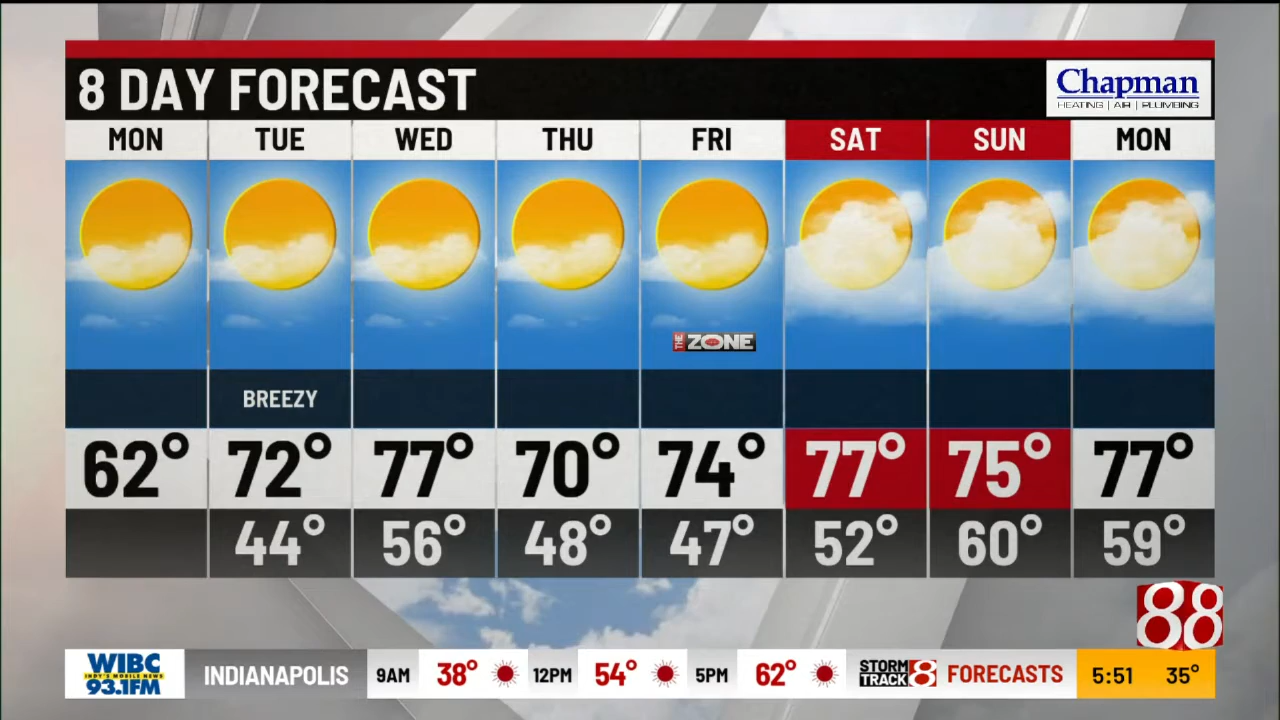 8 DAY FORECAST
Chapman
HEATING | AIR | PLUMBING
MON TUE WED THU FRI SAT SUN MON
THE ZONE
BREEZY
62° 72° 77° 70° 74° 77° 75° 77°
44° 56° 48° 47° 52° 60° 59°
88
WIBC
INDY'S MOBILE NEWS
93.1FM
INDIANAPOLIS 9AM 38° 12PM 54° 5PM 62°
STORM
TRACK 8
FORECASTS 5:51 35°